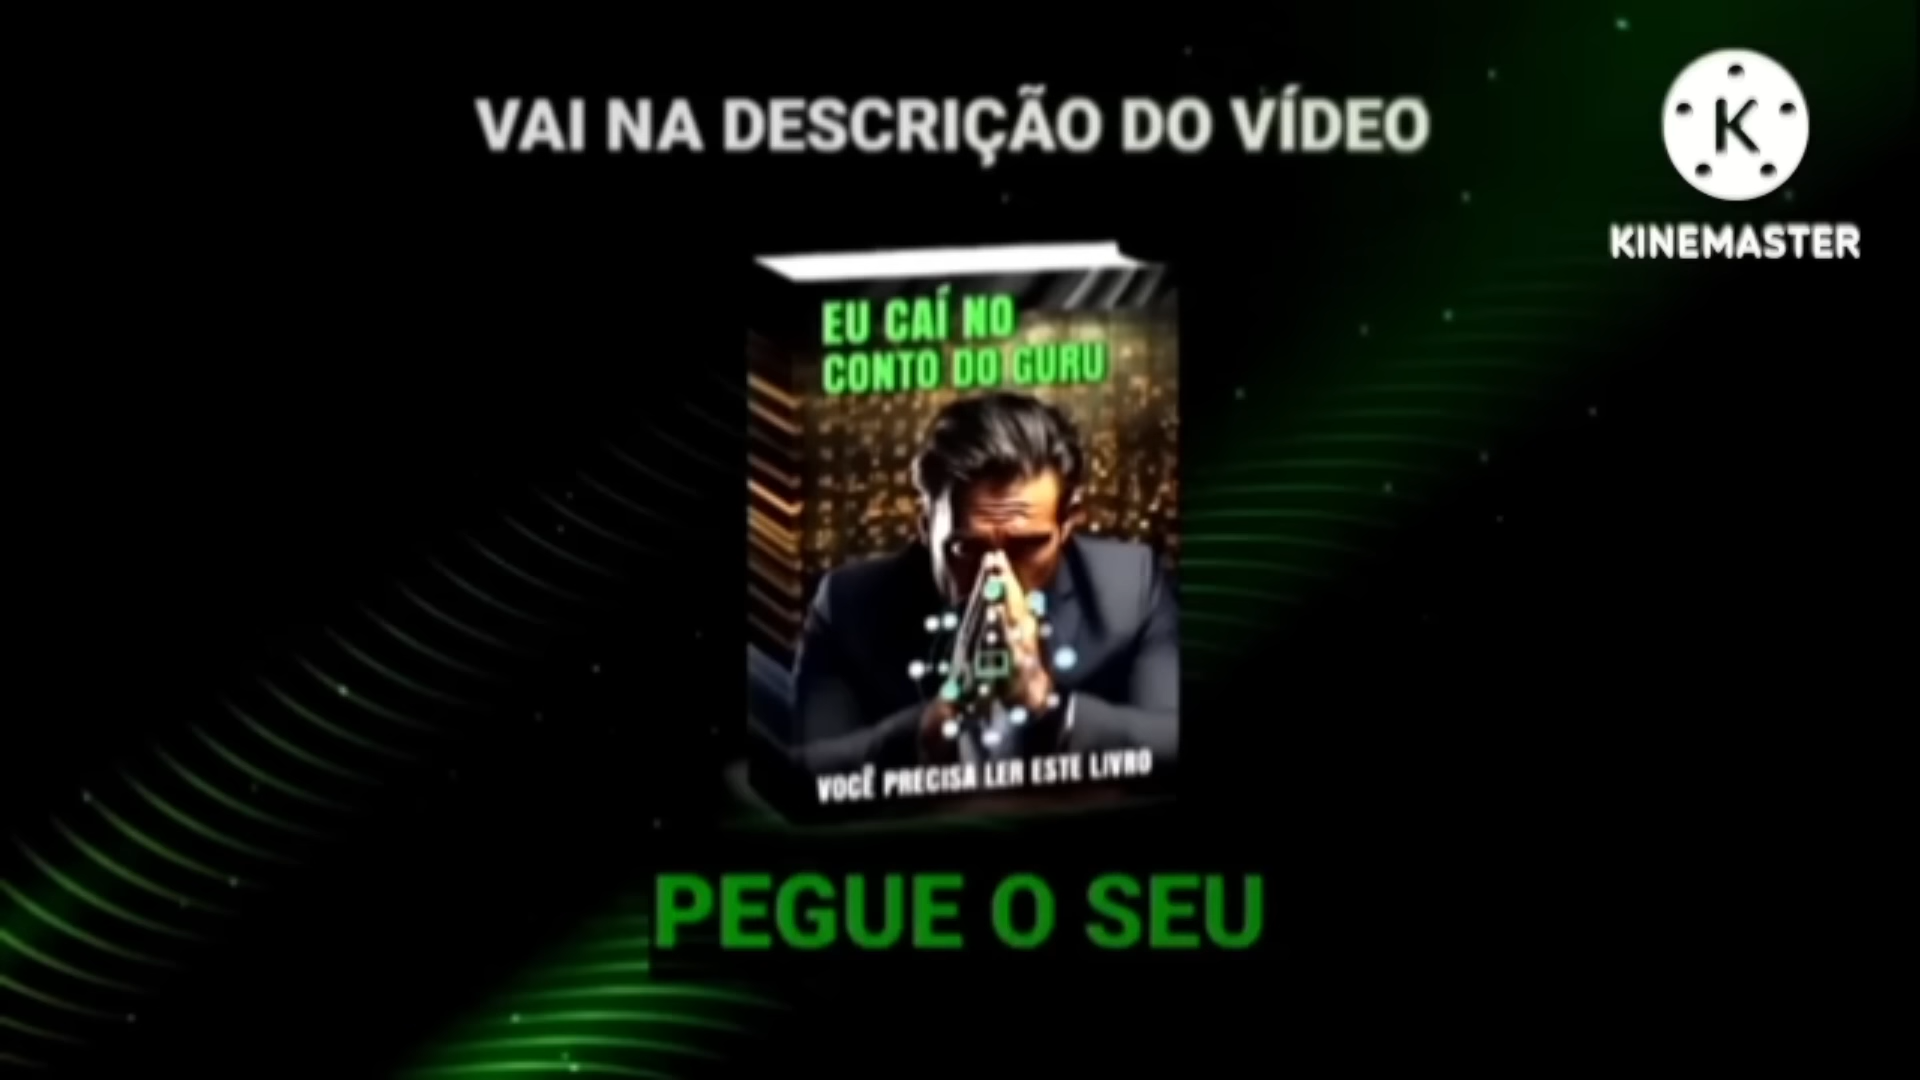 VAI NA DESCRIÇÃO DO VÍDEO
K
KINEMASTER
EU CAÍ NO
CONTO DO GURU
VOCÊ PRECISA LER ESTE LIVRO
PEGUE O SEU